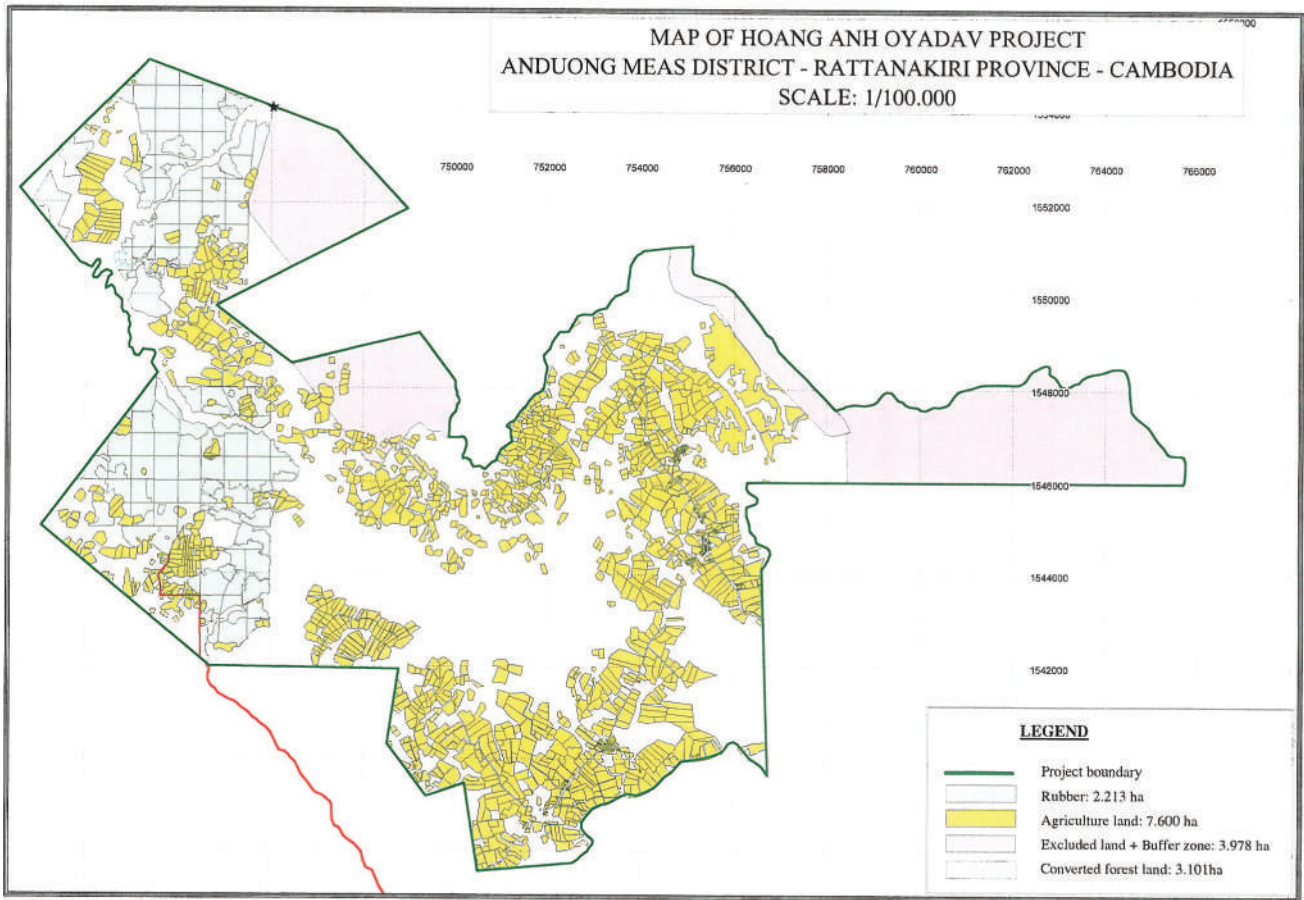 MAP OF HOANG ANH OYADAV PROJECT
ANDUONG MEAS DISTRICT - RATTANAKIRI PROVINCE - CAMBODIA
SCALE: 1/100.000
750000 752000 754000 756000 758000 760000 762000 764000 766000
1552000
1550000
1548000
1546000
1544000
1542000
LEGEND
Project boundary
Rubber: 2.213 ha
Agriculture land: 7.600 ha
Excluded land + Buffer zone: 3.978 ha
Converted forest land: 3.101ha